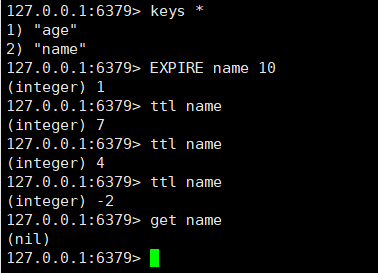 127.0.0.1:6379> keys *
1) "age"
2) "name"
127.0.0.1:6379> EXPIRE name 10
(integer) 1
127.0.0.1:6379> ttl name
(integer) 7
127.0.0.1:6379> ttl name
(integer) 4
127.0.0.1:6379> ttl name
(integer) -2
127.0.0.1:6379> get name
(nil)
127.0.0.1:6379>